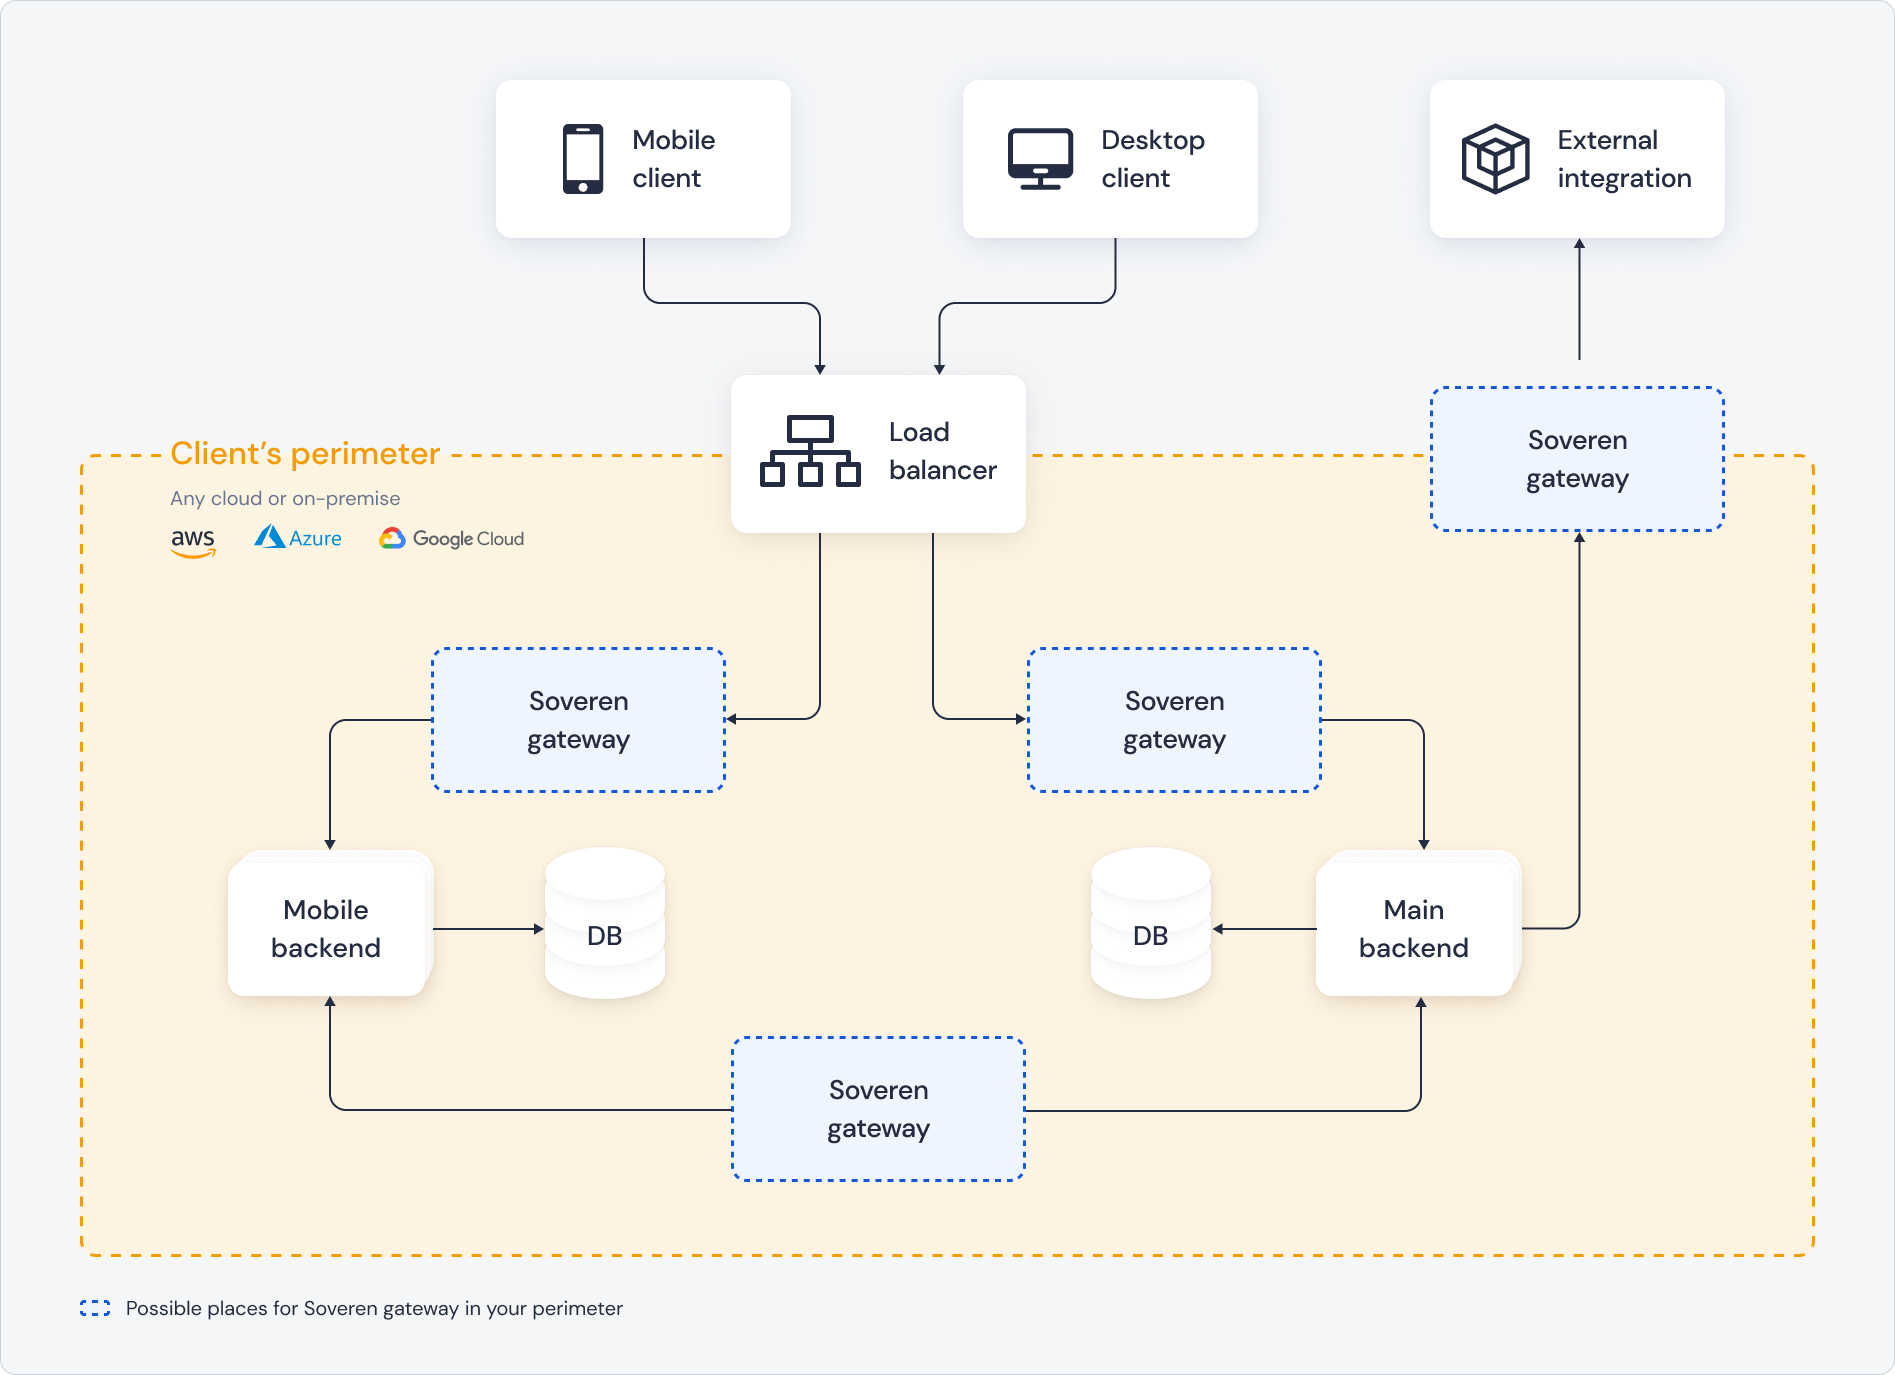 Mobile
client
Desktop
client
External
integration
Load
balancer
Soveren
gateway
Client’s perimeter
Any cloud or on-premise
aws
Azure
Google Cloud
Soveren
gateway
Soveren
gateway
Mobile
backend
DB
DB
Main
backend
Soveren
gateway
Possible places for Soveren gateway in your perimeter